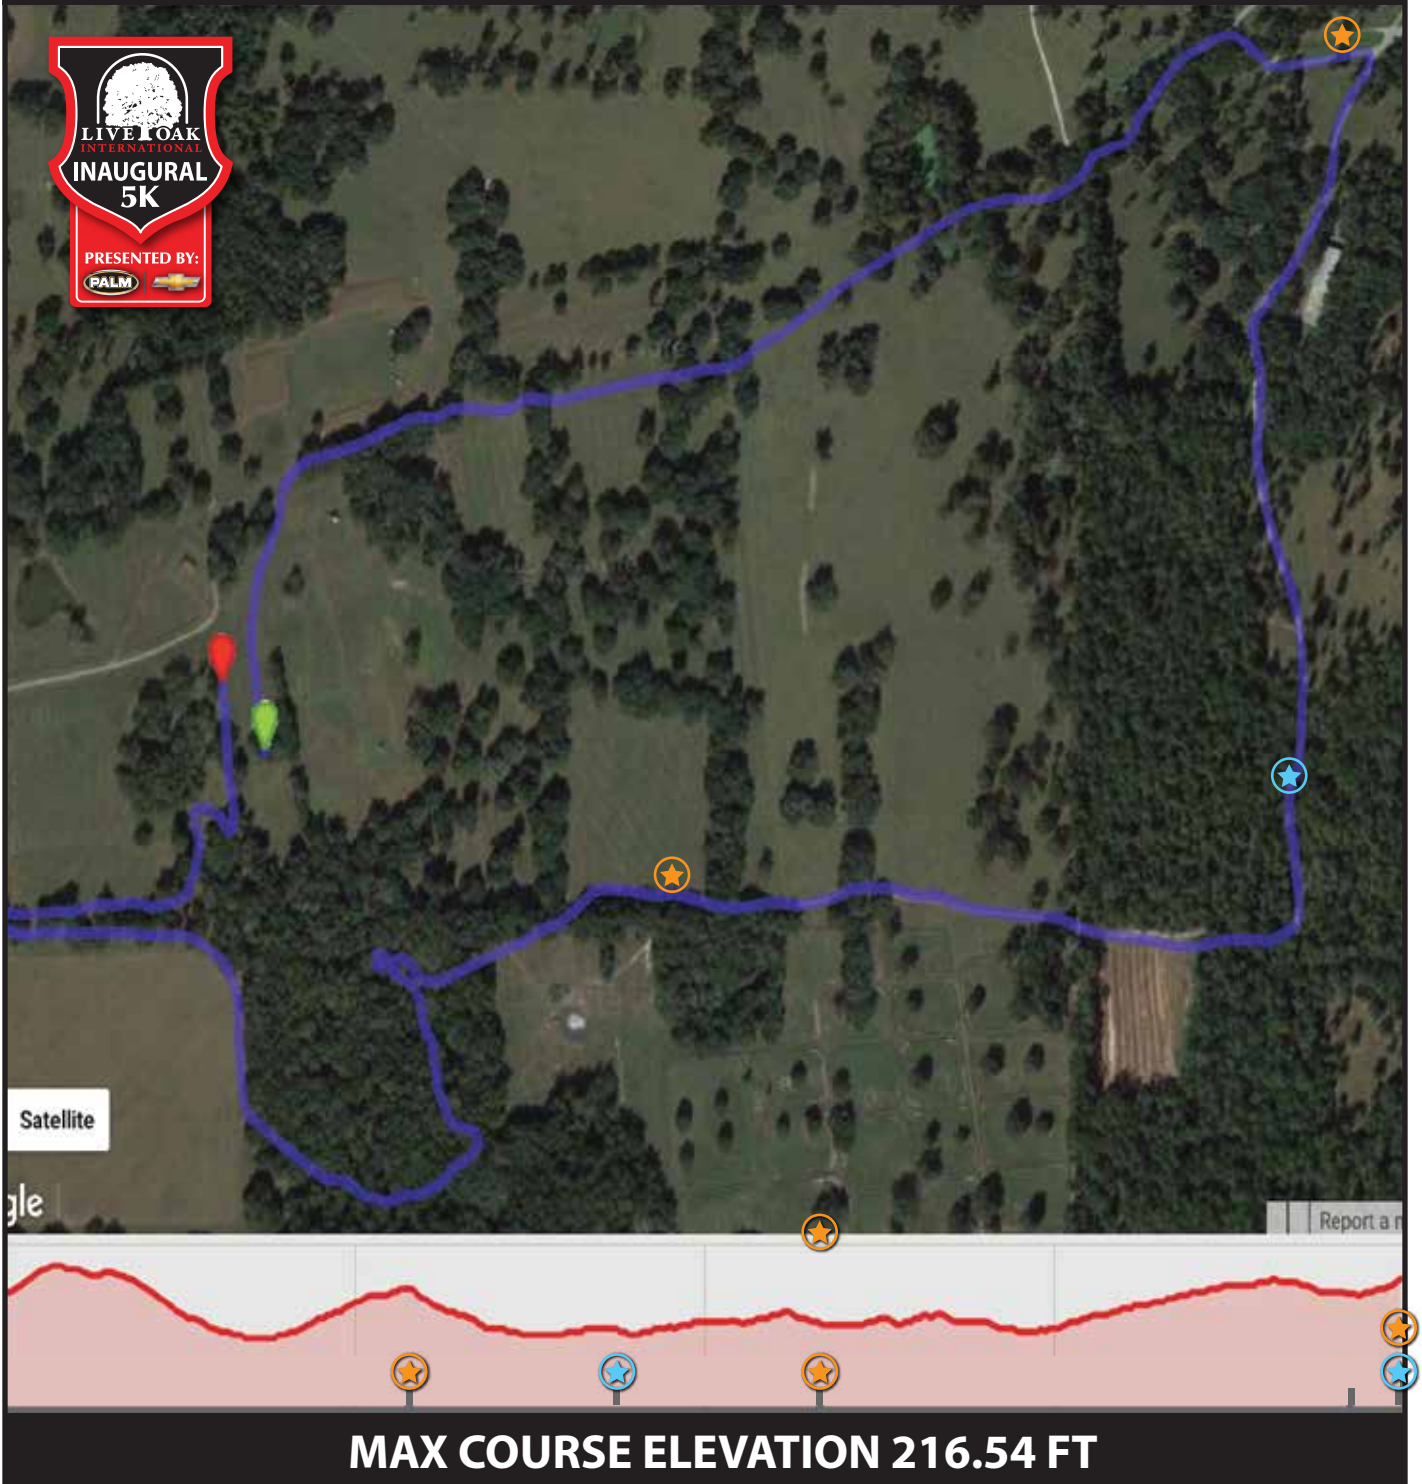 LIVE OAK
INTERNATIONAL
INAUGURAL
5K
PRESENTED BY:
PALM
Satellite
gle
Report a m
MAX COURSE ELEVATION 216.54 FT